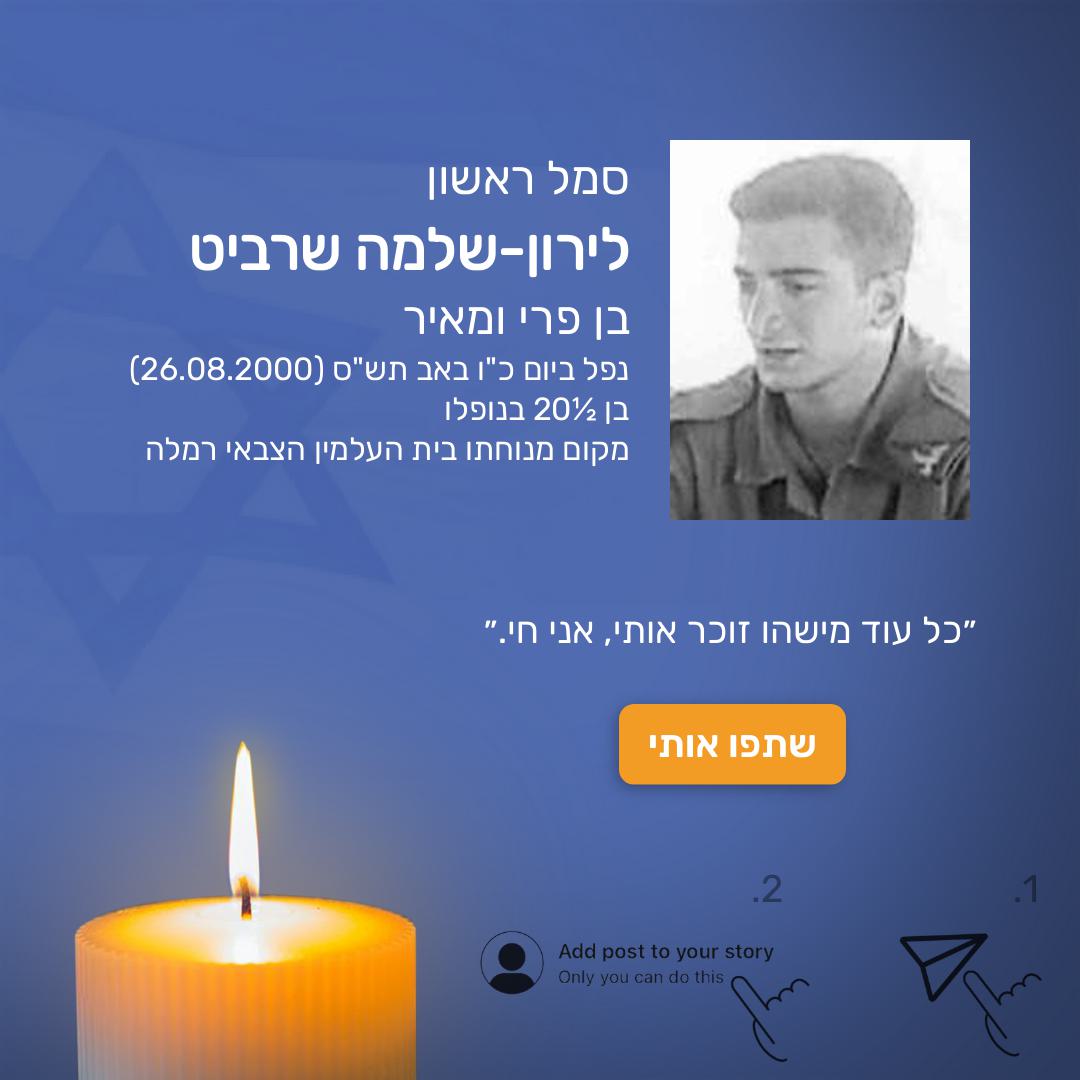 סמל ראשון
לירון-שלמה שרביט
בן פרי ומאיר
נפל ביום כ"ו באב תש"ס (26.08.2000)
בן 20½ בנופלו
מקום מנוחתו בית העלמין הצבאי רמלה
״כל עוד מישהו זוכר אותי, אני חי.״
שתפו אותי
1.
2.
Add post to your story
Only you can do this